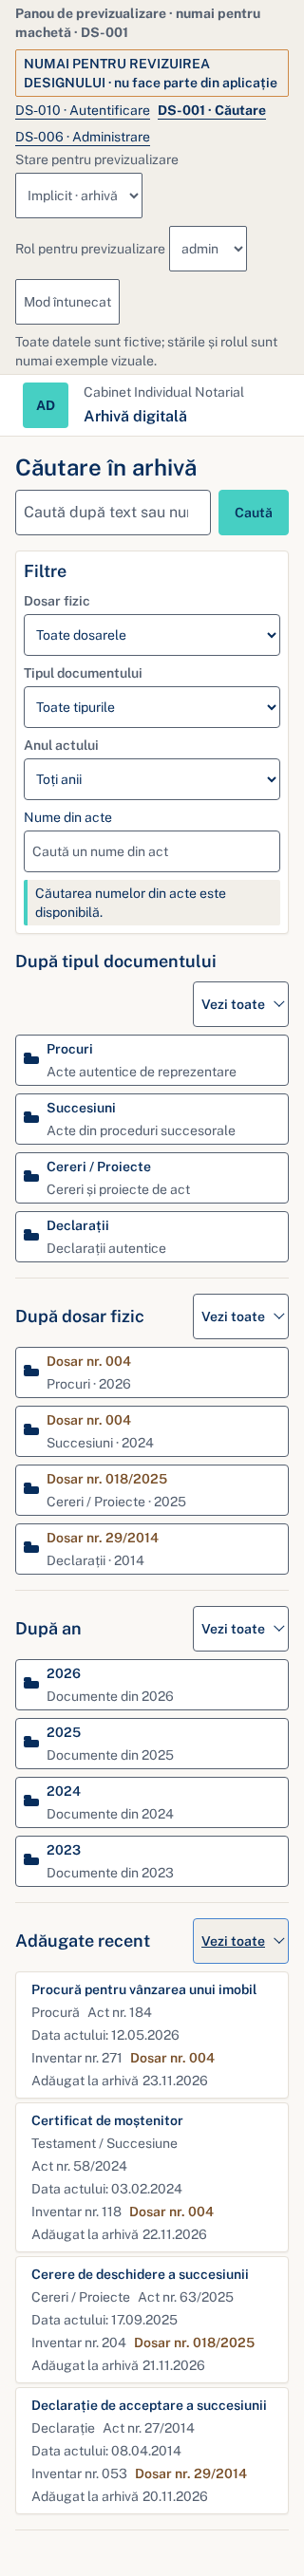 Panou de previzualizare · numai pentru
machetă · DS-001
NUMAI PENTRU REVIZUIREA
DESIGNULUI · nu face parte din aplicație
DS-010 · Autentificare DS-001 · Căutare
DS-006 · Administrare
Stare pentru previzualizare
Implicit · arhivă
Rol pentru previzualizare admin
Mod întunecat
Toate datele sunt fictive; stările și rolul sunt
numai exemple vizuale.
AD
Cabinet Individual Notarial
Arhivă digitală
Căutare în arhivă
Caută după text sau nu
Caută
Filtre
Dosar fizic
Toate dosarele
Tipul documentului
Toate tipurile
Anul actului
Toți anii
Nume din acte
Caută un nume din act
Căutarea numelor din acte este
disponibilă.
După tipul documentului
Vezi toate
Procuri
Acte autentice de reprezentare
Succesiuni
Acte din proceduri succesorale
Cereri / Proiecte
Cereri și proiecte de act
Declarații
Declarații autentice
După dosar fizic
Vezi toate
Dosar nr. 004
Procuri · 2026
Dosar nr. 004
Succesiuni · 2024
Dosar nr. 018/2025
Cereri / Proiecte · 2025
Dosar nr. 29/2014
Declarații · 2014
După an
Vezi toate
2026
Documente din 2026
2025
Documente din 2025
2024
Documente din 2024
2023
Documente din 2023
Adăugate recent
Vezi toate
Procură pentru vânzarea unui imobil
Procură Act nr. 184
Data actului: 12.05.2026
Inventar nr. 271 Dosar nr. 004
Adăugat la arhivă 23.11.2026
Certificat de moștenitor
Testament / Succesiune
Act nr. 58/2024
Data actului: 03.02.2024
Inventar nr. 118 Dosar nr. 004
Adăugat la arhivă 22.11.2026
Cerere de deschidere a succesiunii
Cereri / Proiecte Act nr. 63/2025
Data actului: 17.09.2025
Inventar nr. 204 Dosar nr. 018/2025
Adăugat la arhivă 21.11.2026
Declarație de acceptare a succesiunii
Declarație Act nr. 27/2014
Data actului: 08.04.2014
Inventar nr. 053 Dosar nr. 29/2014
Adăugat la arhivă 20.11.2026